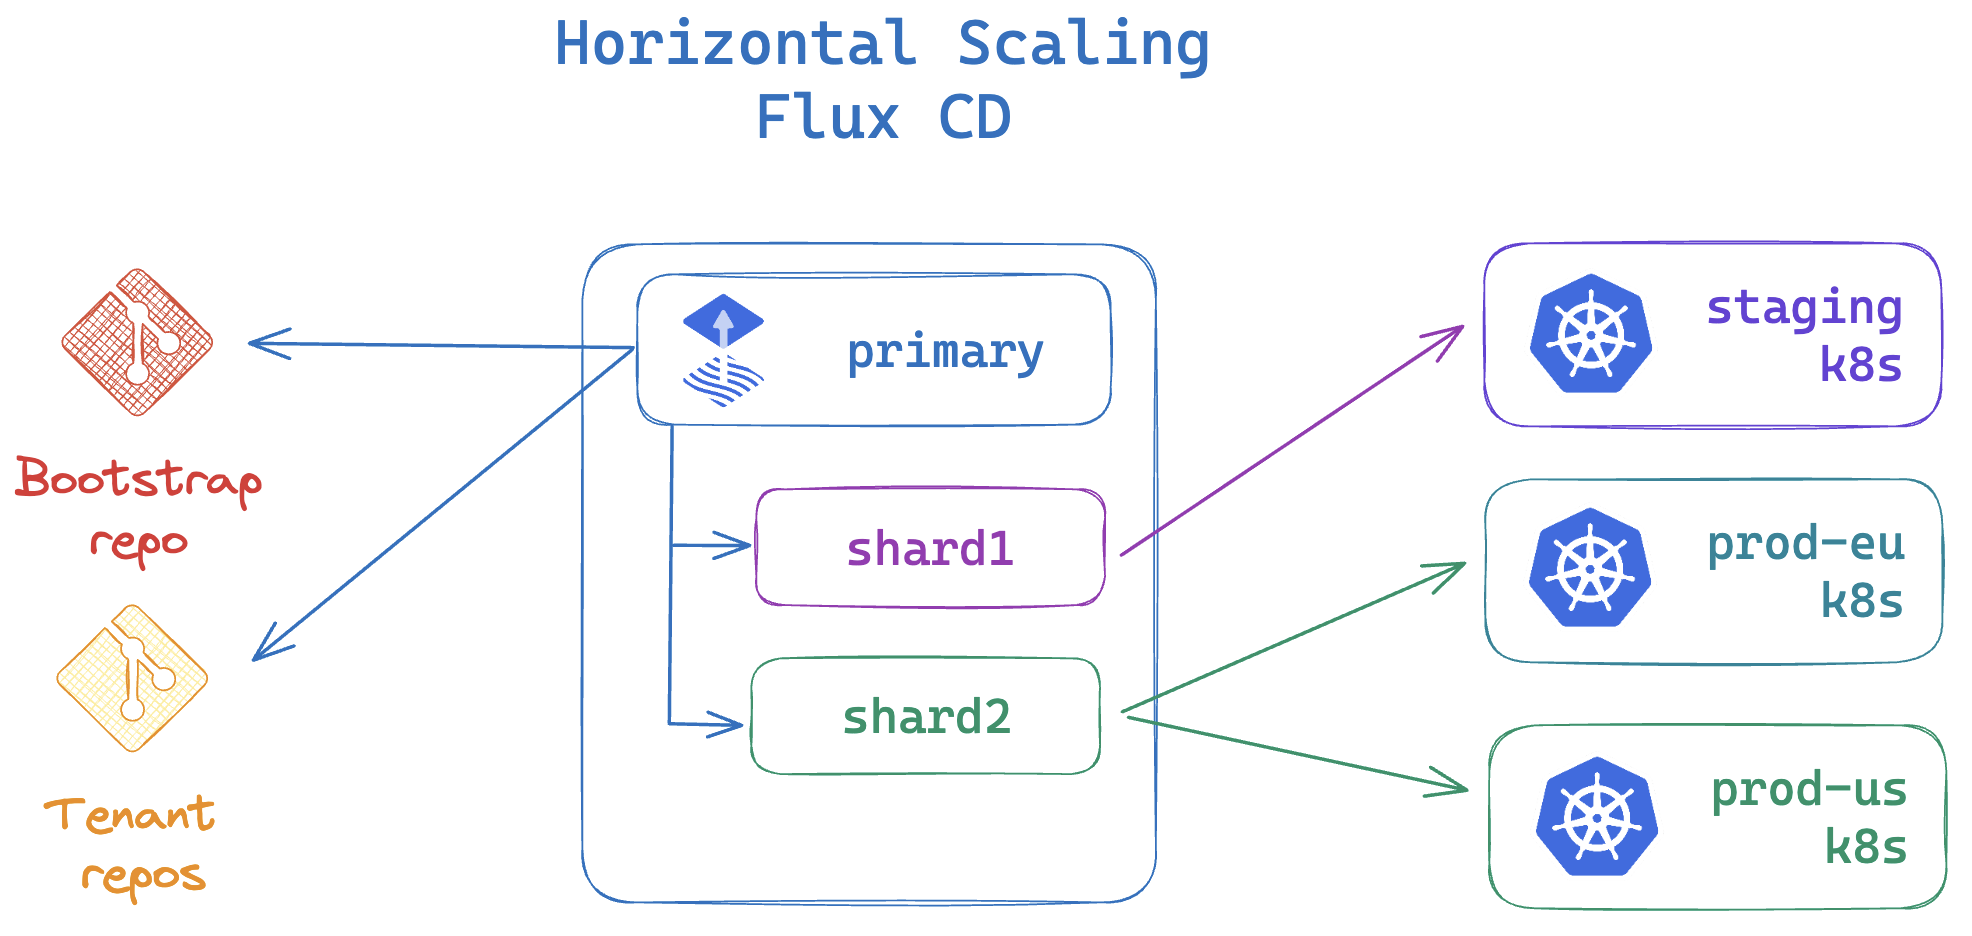 Horizontal Scaling
Flux CD
Bootstrap
repo
Tenant
repos
primary
shard1
shard2
staging
k8s
prod-eu
k8s
prod-us
k8s